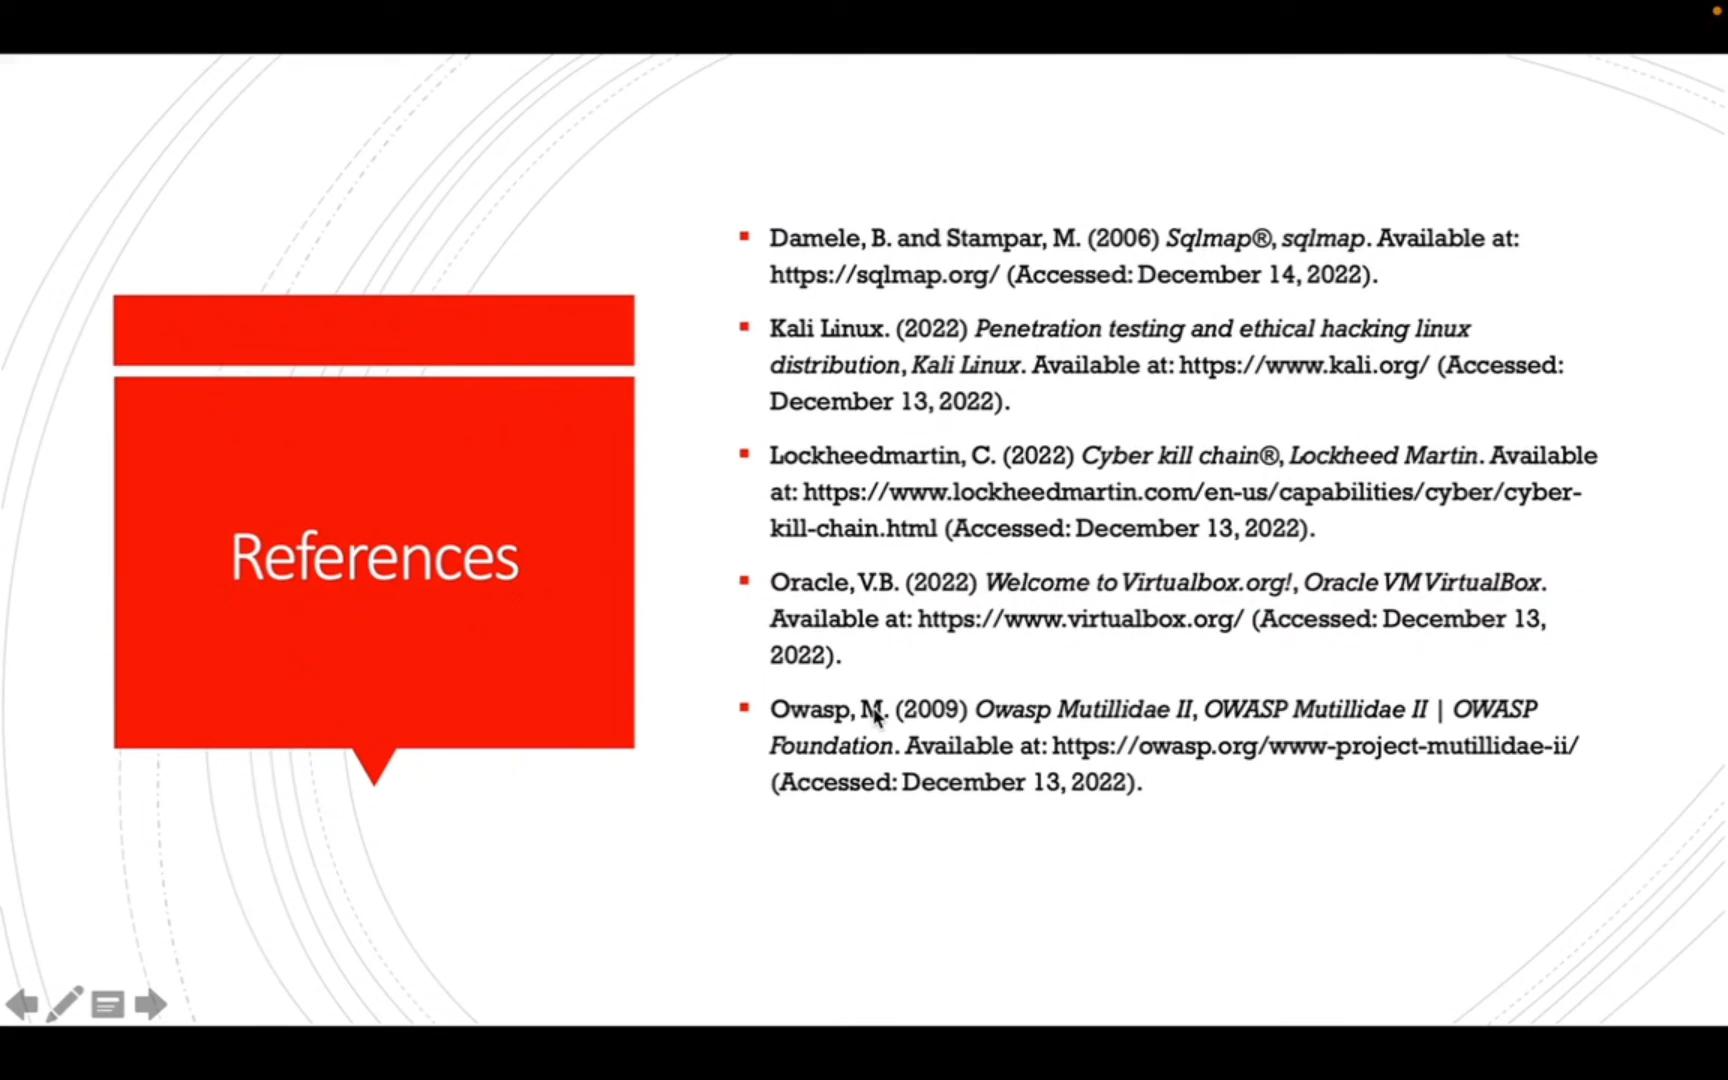 References
Damele, B. and Stampar, M. (2006) Sqlmap®, sqlmap. Available at:
https://sqlmap.org/ (Accessed: December 14, 2022).
Kali Linux. (2022) Penetration testing and ethical hacking linux
distribution, Kali Linux. Available at: https://www.kali.org/ (Accessed:
December 13, 2022).
Lockheedmartin, C. (2022) Cyber kill chain®, Lockheed Martin. Available
at: https://www.lockheedmartin.com/en-us/capabilities/cyber/cyber-
kill-chain.html (Accessed: December 13, 2022).
Oracle, V.B. (2022) Welcome to Virtualbox.org!, Oracle VM VirtualBox.
Available at: https://www.virtualbox.org/ (Accessed: December 13,
2022).
Owasp, M. (2009) Owasp Mutillidae II, OWASP Mutillidae II | OWASP
Foundation. Available at: https://owasp.org/www-project-mutillidae-ii/
(Accessed: December 13, 2022).